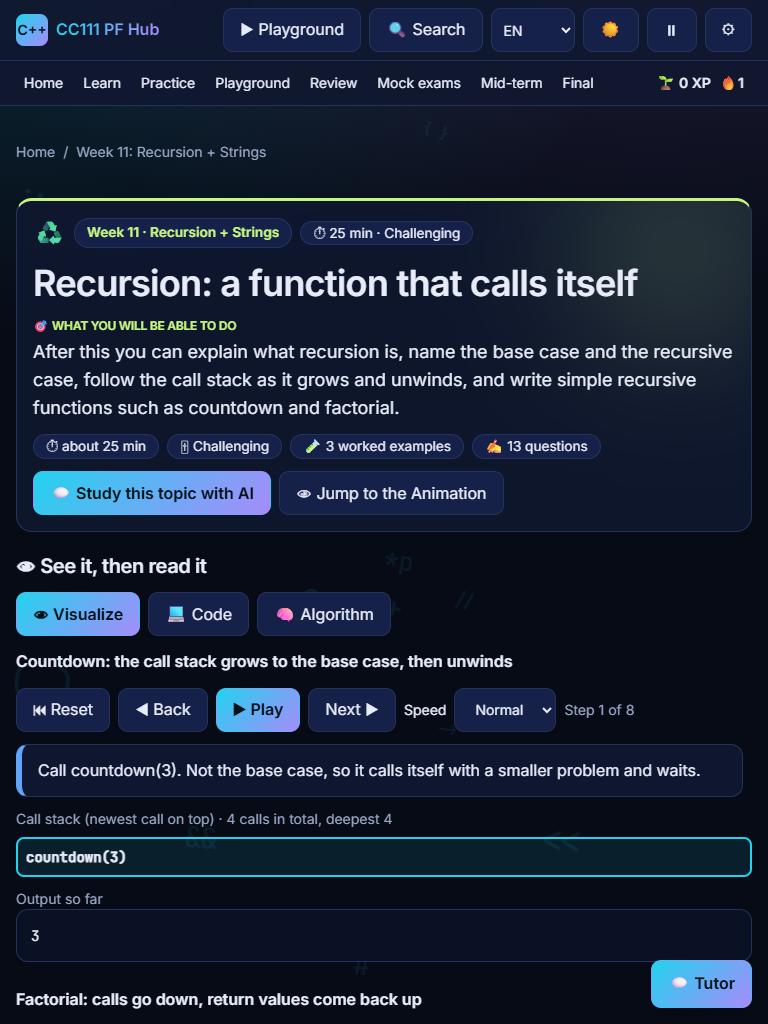 C++ CC111 PF Hub
▶ Playground
🔍 Search
EN
Home Learn Practice Playground Review Mock exams Mid-term Final
0 XP 1
Home / Week 11: Recursion + Strings
Week 11 · Recursion + Strings
25 min · Challenging
Recursion: a function that calls itself
WHAT YOU WILL BE ABLE TO DO
After this you can explain what recursion is, name the base case and the recursive
case, follow the call stack as it grows and unwinds, and write simple recursive
functions such as countdown and factorial.
about 25 min
Challenging
3 worked examples
13 questions
Study this topic with AI
Jump to the Animation
See it, then read it
Visualize
Code
Algorithm
Countdown: the call stack grows to the base case, then unwinds
⏮ Reset
◀ Back
▶ Play
Next ▶
Speed
Normal
Step 1 of 8
Call countdown(3). Not the base case, so it calls itself with a smaller problem and waits.
Call stack (newest call on top) · 4 calls in total, deepest 4
countdown(3)
Output so far
3
Tutor
Factorial: calls go down, return values come back up